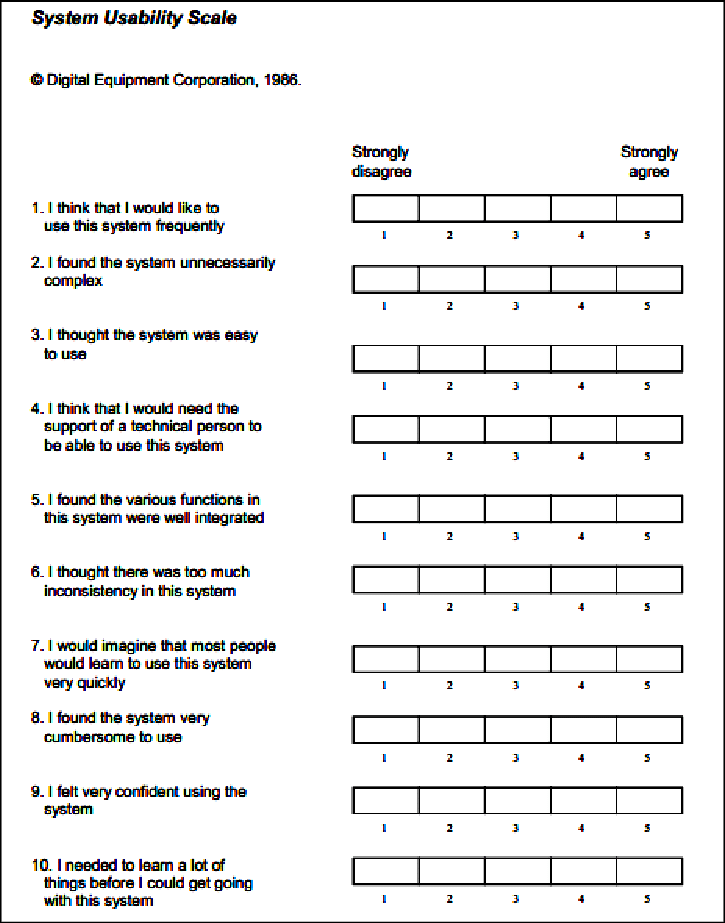 System Usability Scale
© Digital Equipment Corporation, 1986.
Strongly disagree
Strongly agree
1. I think that I would like to
use this system frequently
1 2 3 4 5
2. I found the system unnecessarily
complex
1 2 3 4 5
3. I thought the system was easy
to use
1 2 3 4 5
4. I think that I would need the
support of a technical person to
be able to use this system
1 2 3 4 5
5. I found the various functions in
this system were well integrated
1 2 3 4 5
6. I thought there was too much
inconsistency in this system
1 2 3 4 5
7. I would imagine that most people
would learn to use this system
very quickly
1 2 3 4 5
8. I found the system very
cumbersome to use
1 2 3 4 5
9. I felt very confident using the
system
1 2 3 4 5
10. I needed to learn a lot of
things before I could get going
with this system
1 2 3 4 5